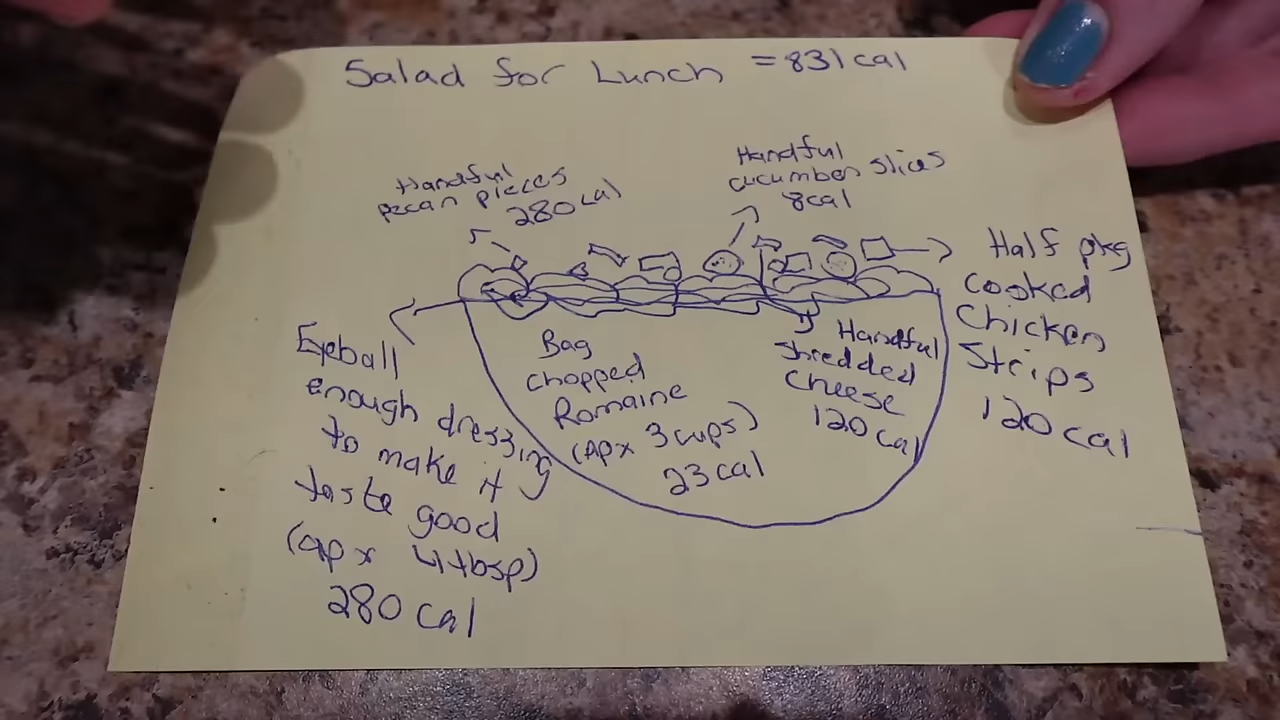 Salad for Lunch = 831 cal
Handful
pecan pieces
280 cal
Handful
cucumber slices
8 cal
Half pkg
cooked
Chicken
Strips
120 cal
Eyeball
enough dressing
to make it
taste good
(apx 4 tbsp)
280 cal
Bag
chopped
Romaine
(apx 3 cups)
23 cal
Handful
shredded
cheese
120 cal